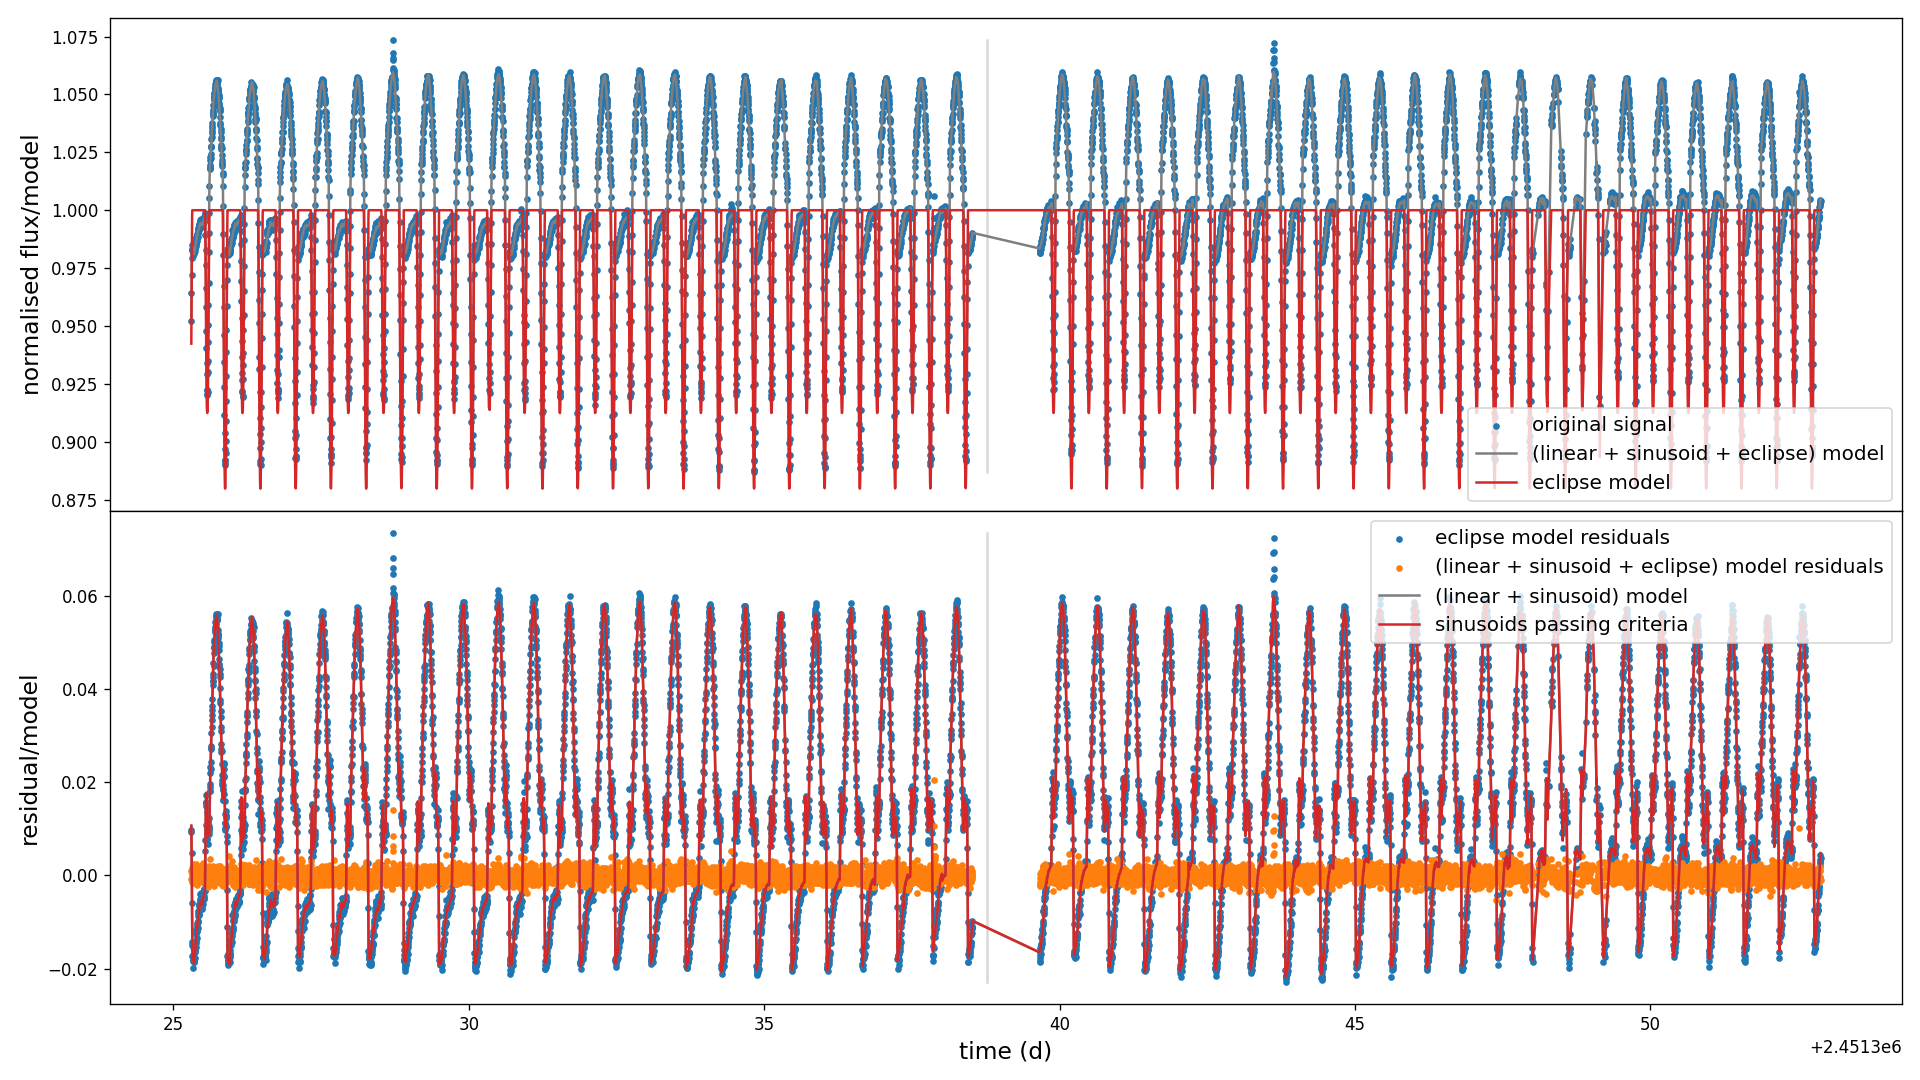 normalised flux/model
1.075
1.050
1.025
1.000
0.975
0.950
0.925
0.900
0.875
original signal
(linear + sinusoid + eclipse) model
eclipse model
residual/model
0.06
0.04
0.02
0.00
−0.02
eclipse model residuals
(linear + sinusoid + eclipse) model residuals
(linear + sinusoid) model
sinusoids passing criteria
25 30 35 40 45 50
time (d)
+2.4513e6